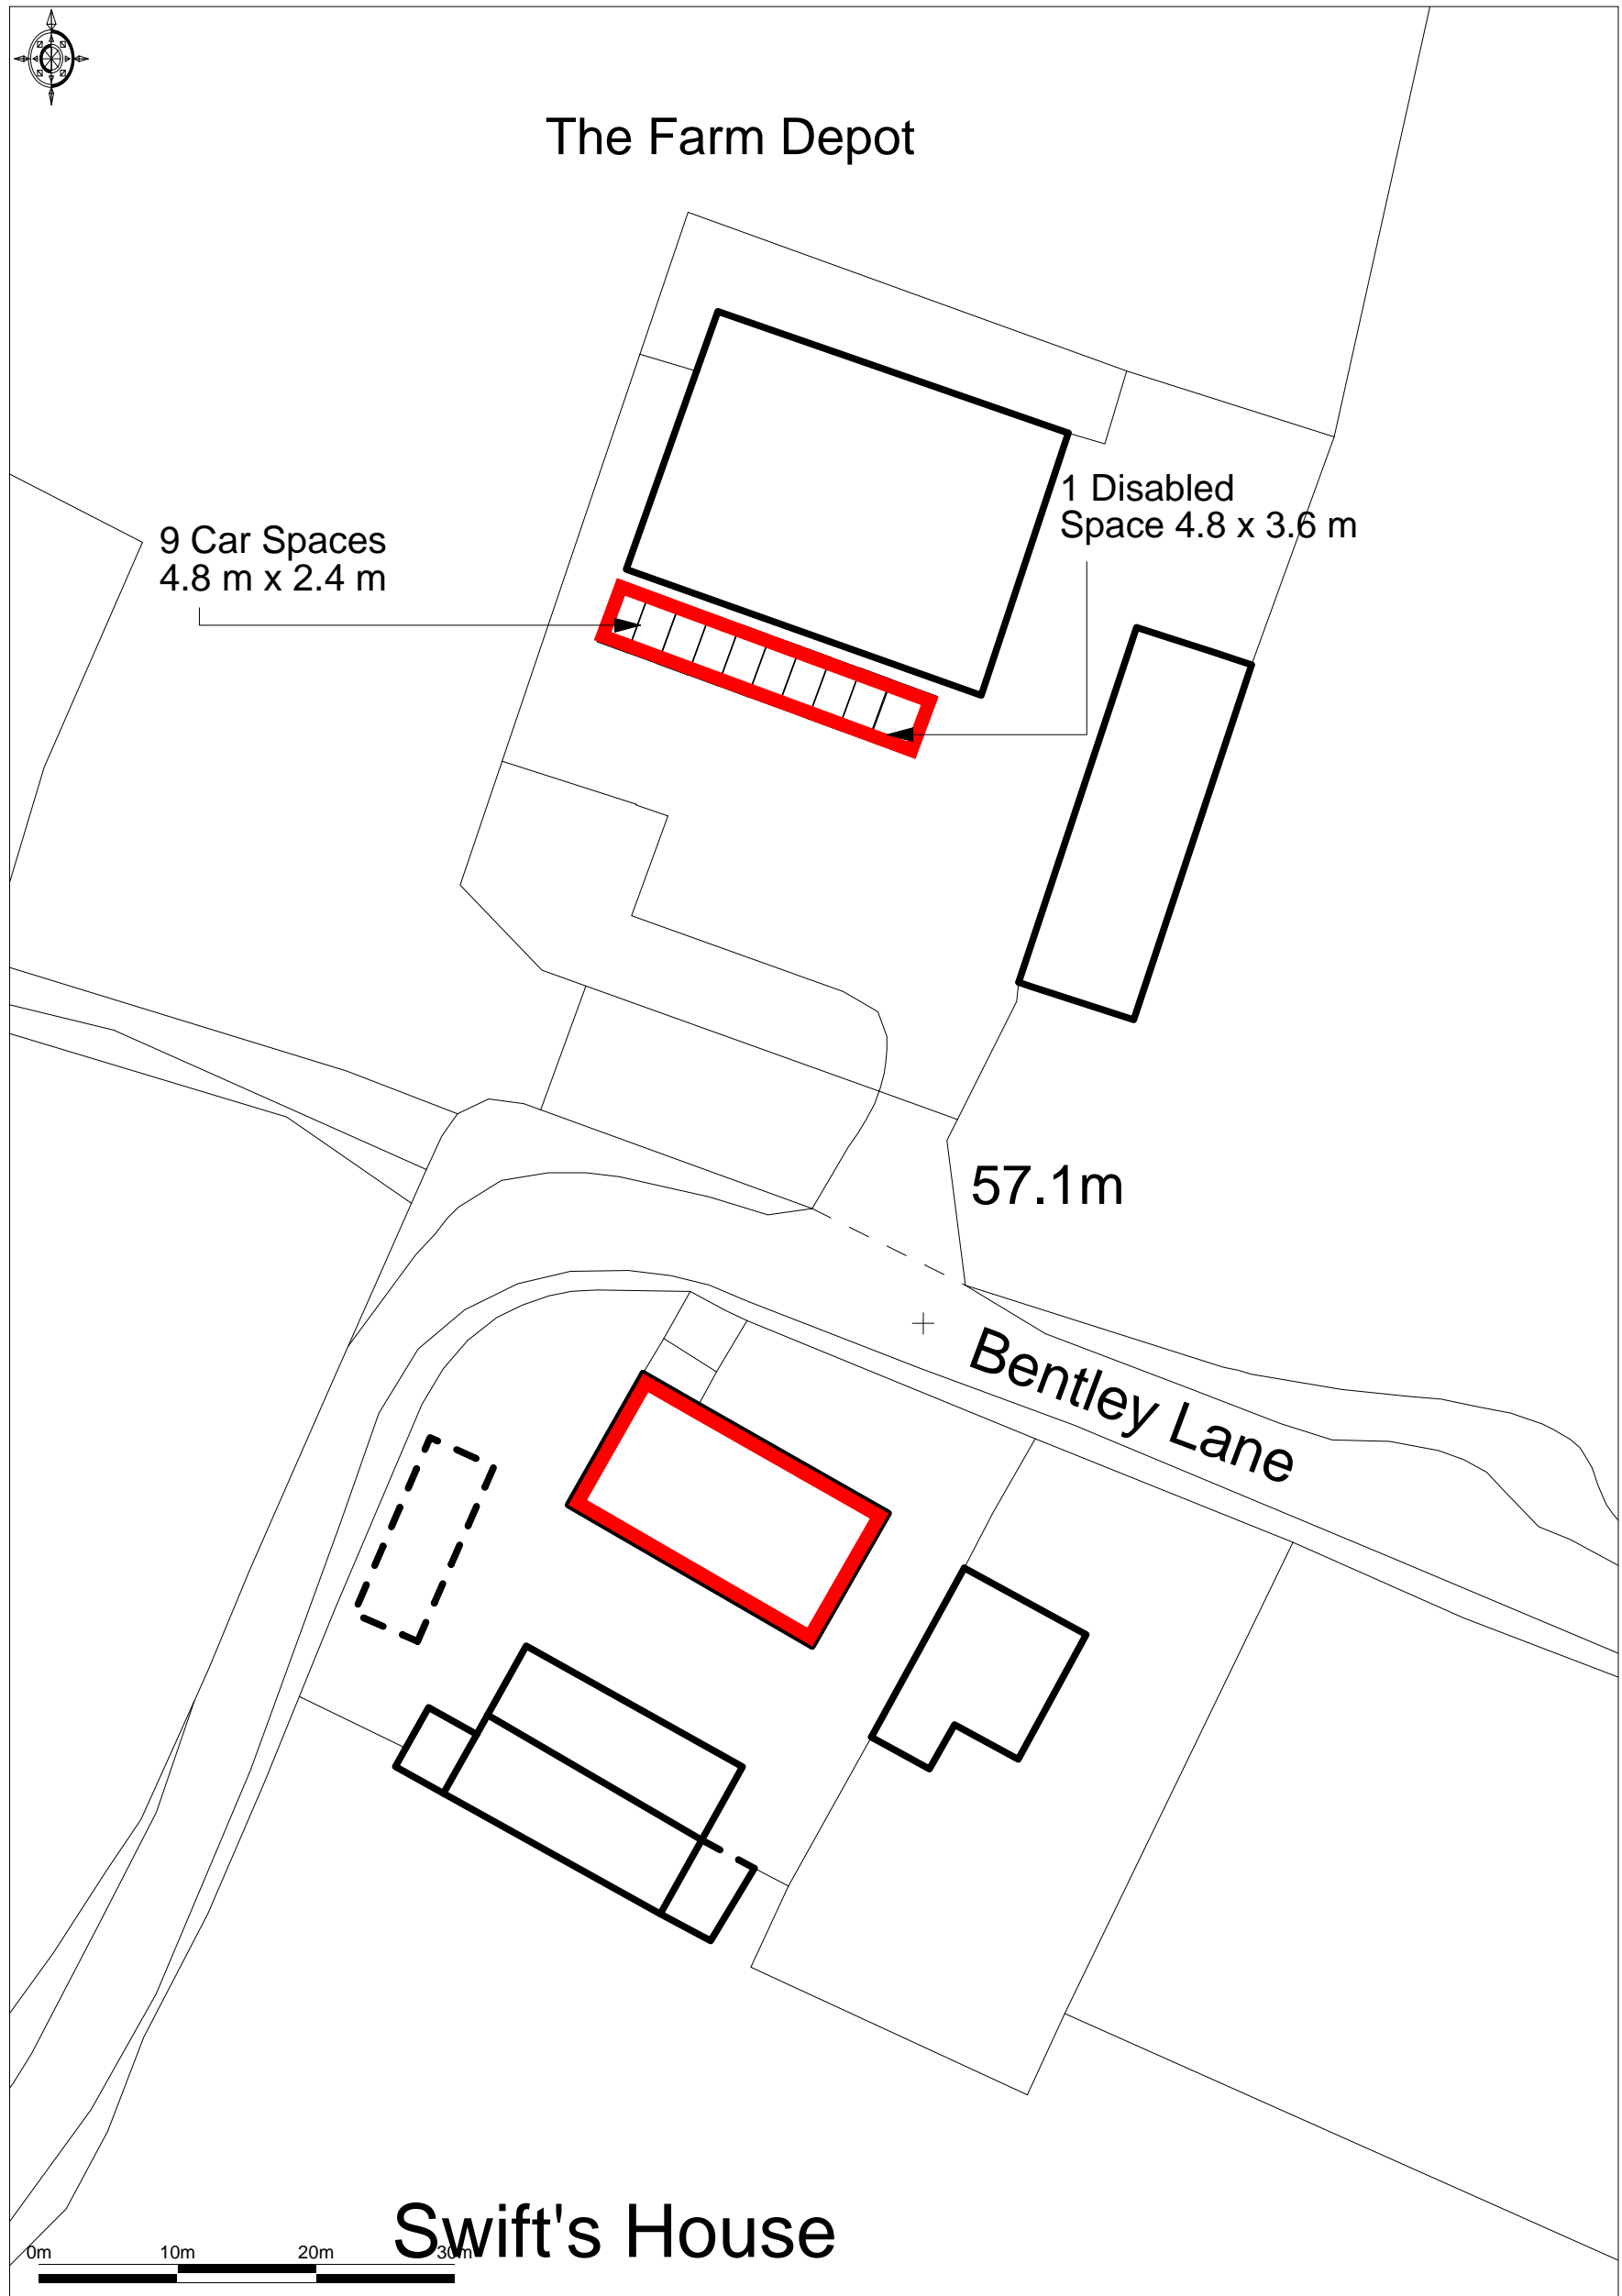 The Farm Depot
1 Disabled
Space 4.8 x 3.6 m
9 Car Spaces
4.8 m x 2.4 m
57.1m
Bentley Lane
Swift's House
0m 10m 20m 30m